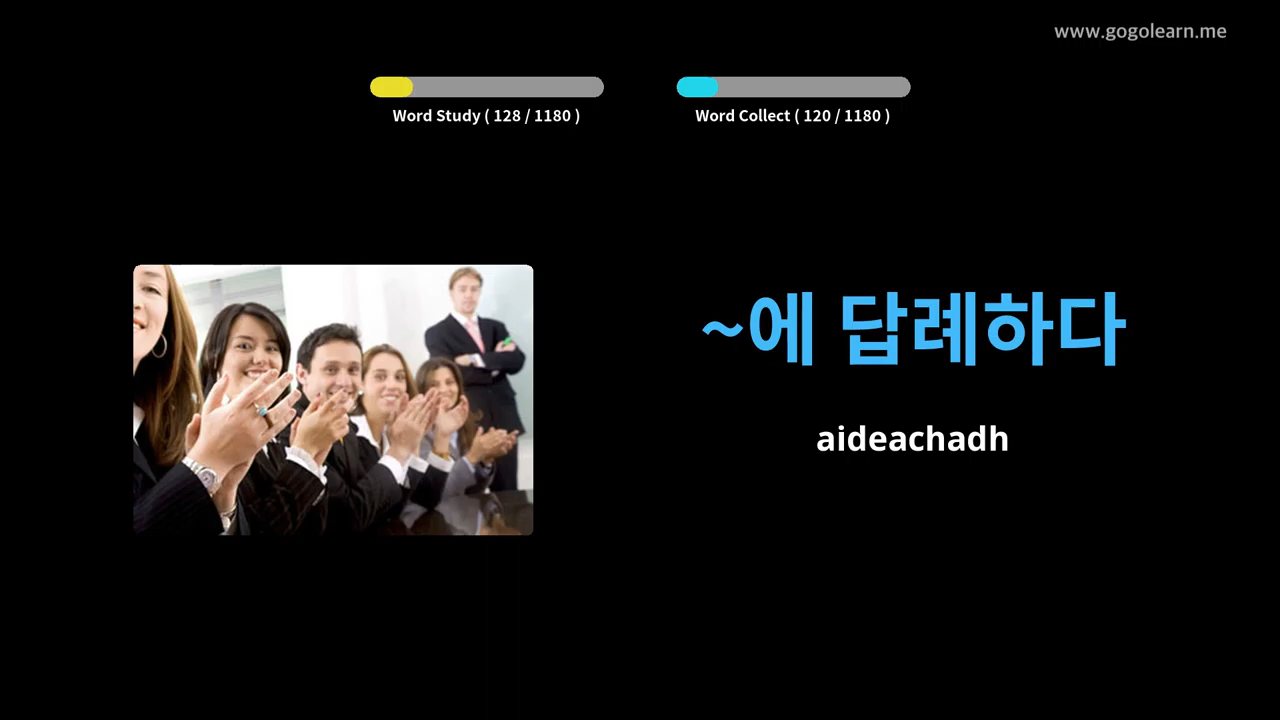 www.gogolearn.me
Word Study ( 128 / 1180 )
Word Collect ( 120 / 1180 )
~에 답례하다
aideachadh